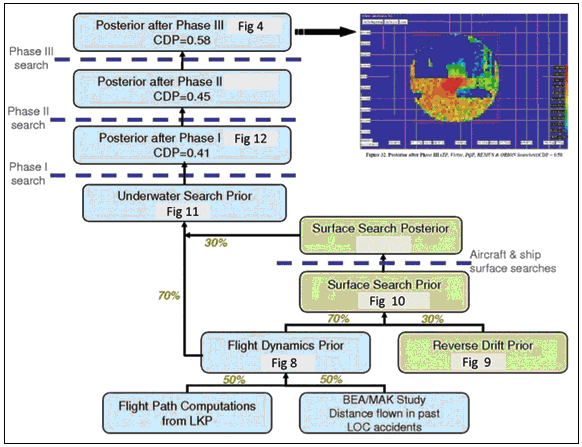 Posterior after Phase III Fig 4
CDP=0.58
Phase III
search
Posterior after Phase II
CDP=0.45
Phase II
search
Posterior after Phase I Fig 12
CDP=0.41
Phase I
search
Underwater Search Prior
Fig 11
30%
Surface Search Posterior
Aircraft & ship
surface searches
Surface Search Prior
Fig 10
70%
70%
30%
Flight Dynamics Prior
Fig 8
Reverse Drift Prior
Fig 9
50%
50%
Flight Path Computations
from LKP
BEA/MAK Study
Distance flown in past
LOC accidents